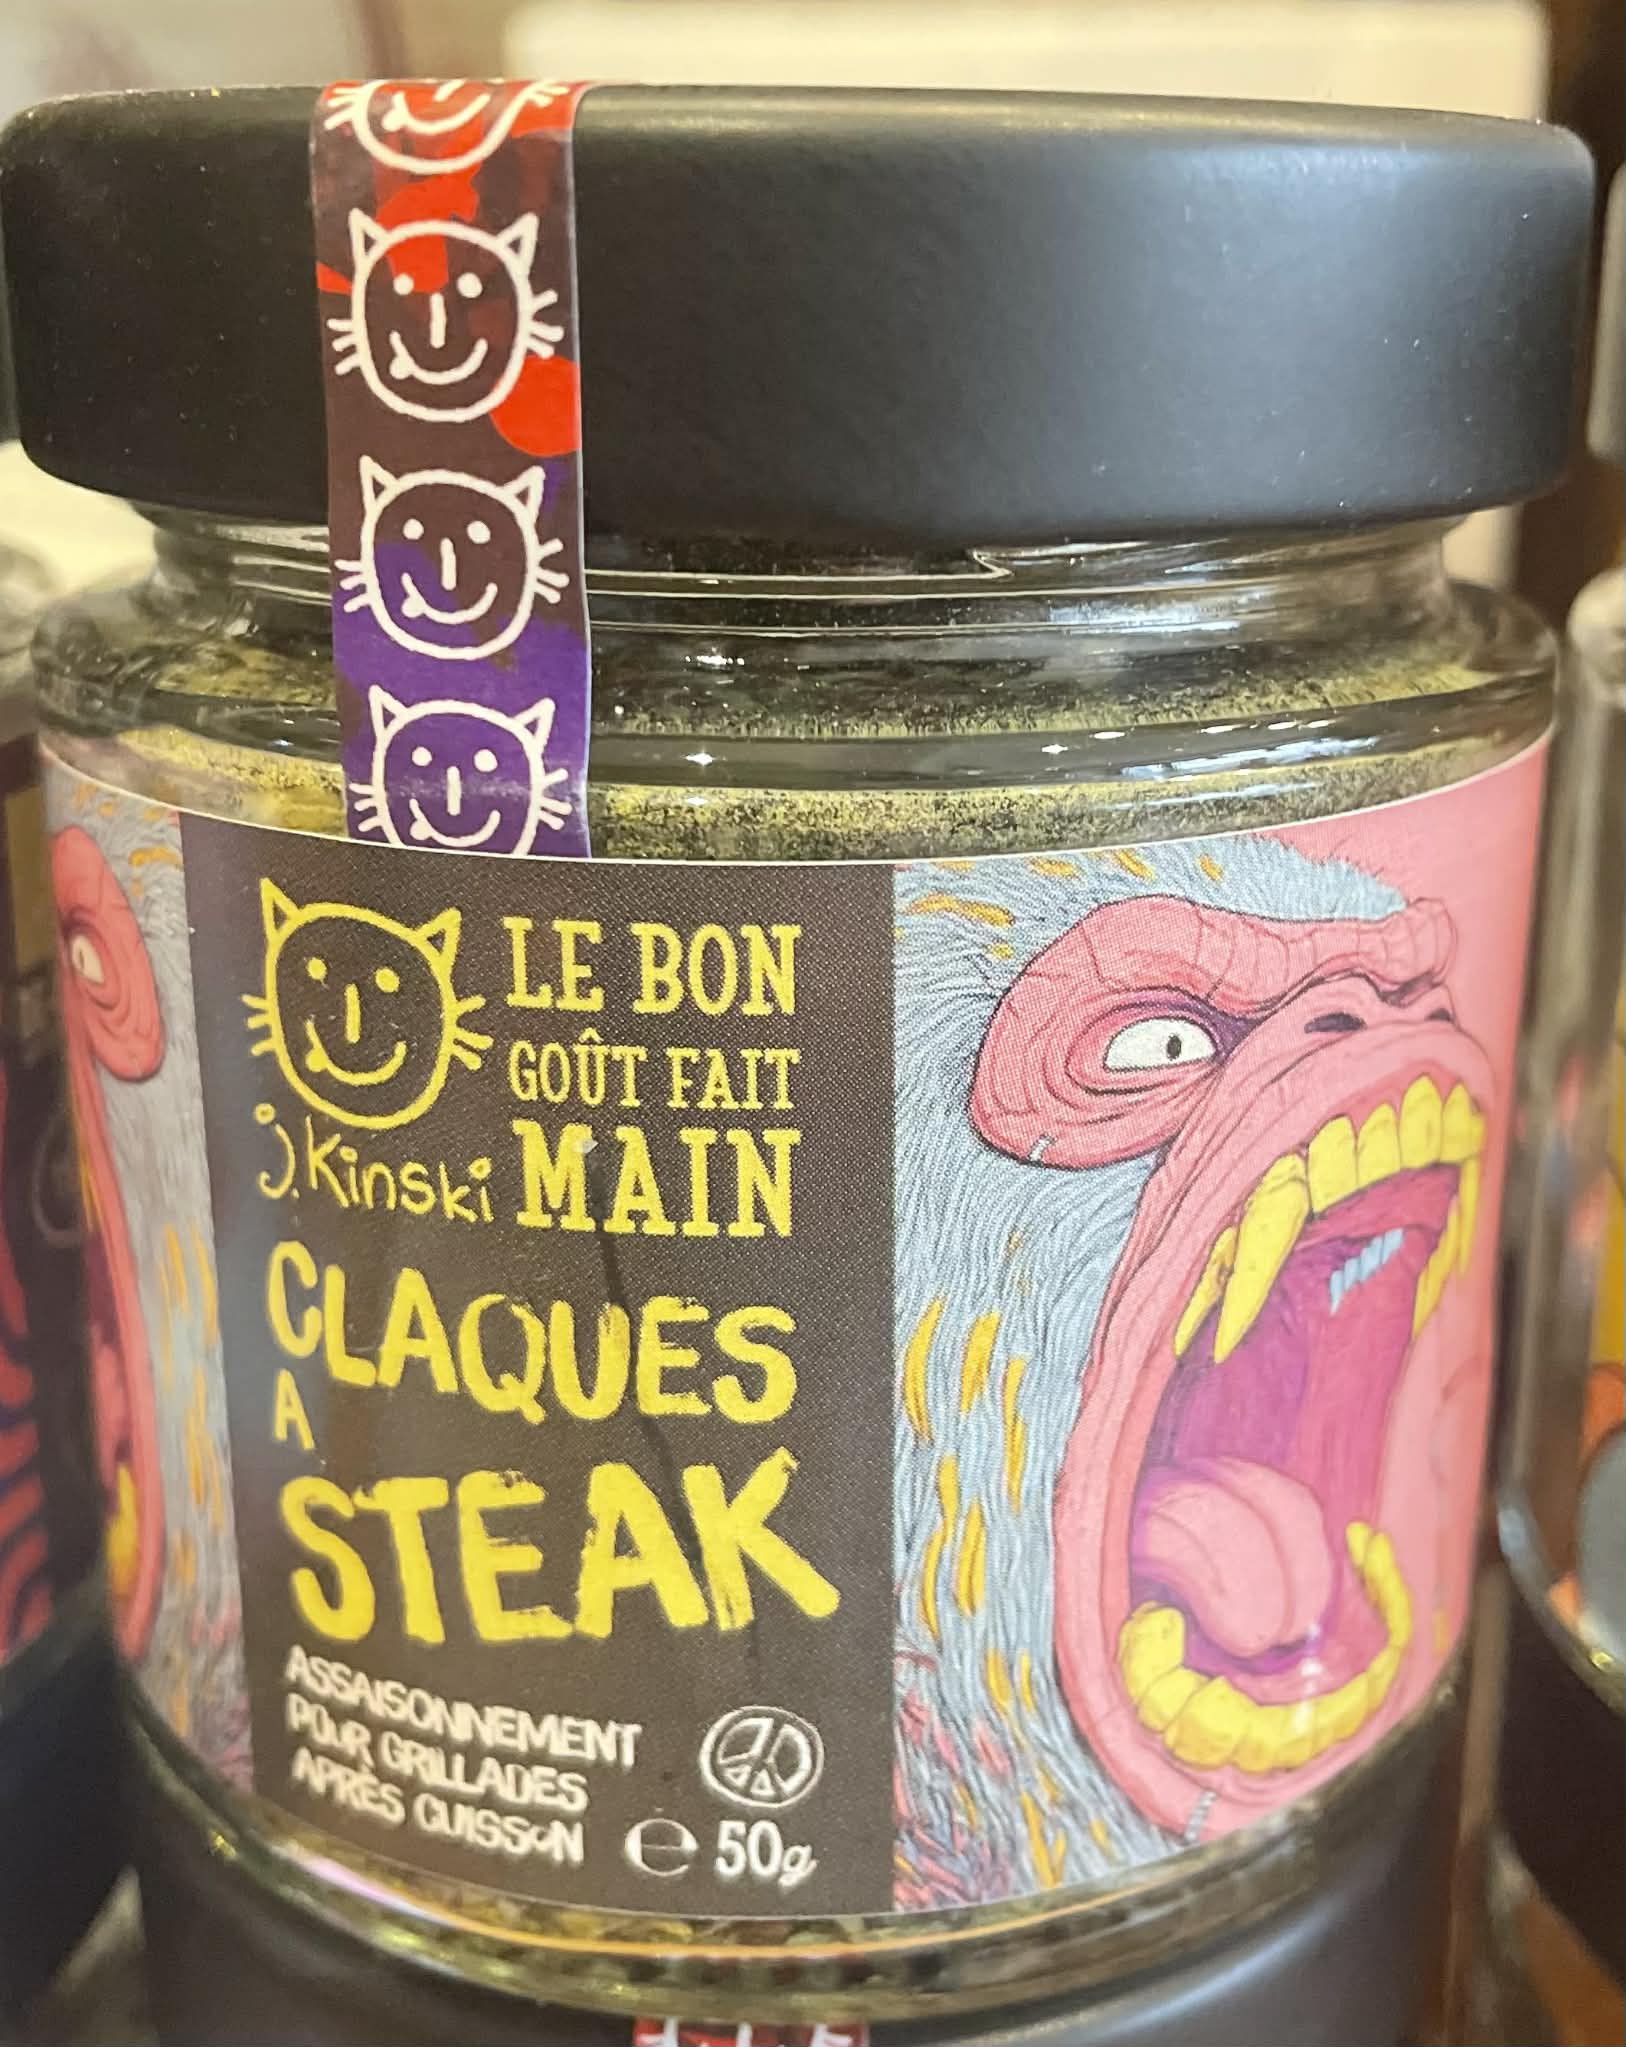 LE BON
GOÛT FAIT
MAIN
j.Kinski
CLAQUES
A
STEAK
ASSAISONNEMENT
POUR GRILLADES
APRÈS CUISSON
℮ 50g